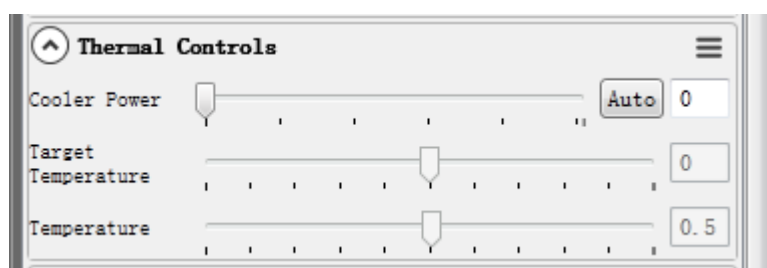 Thermal Controls
Cooler Power Auto 0
Target
Temperature 0
Temperature 0.5